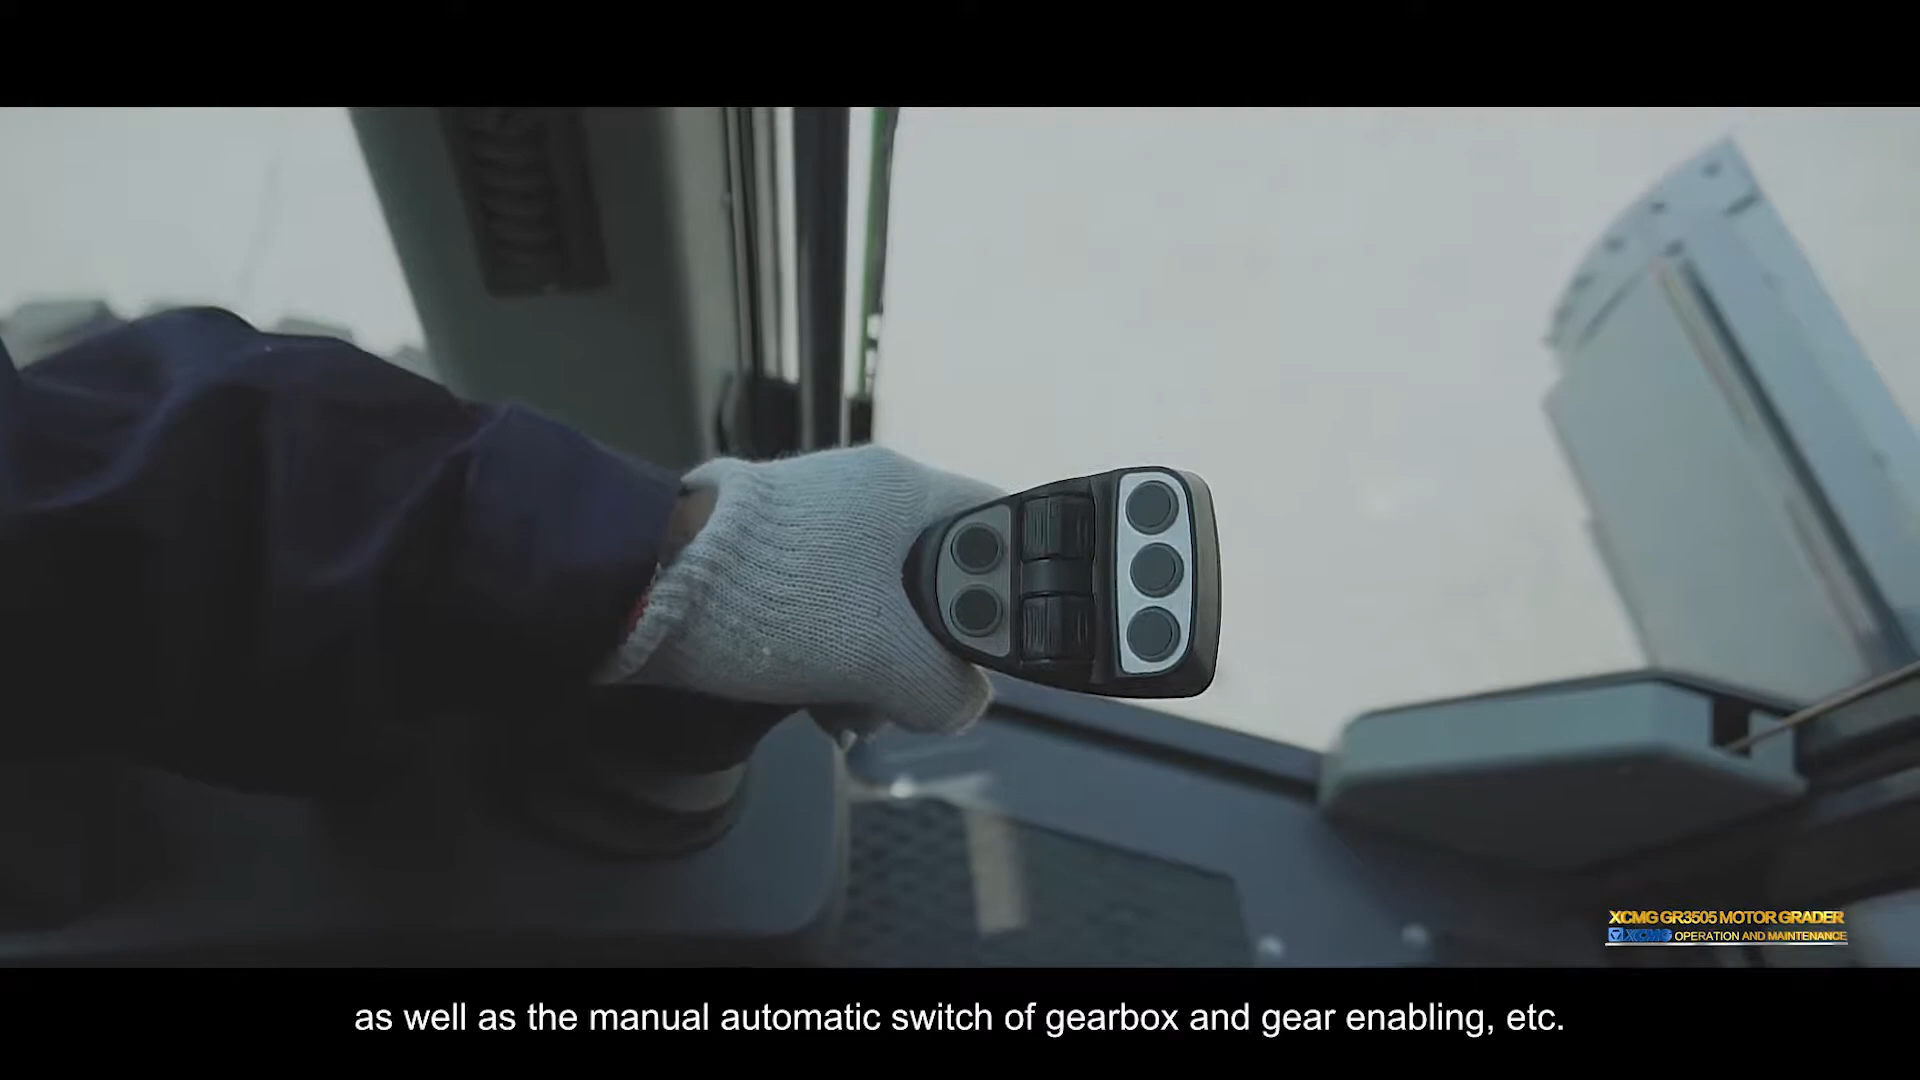 XCMG GR3505 MOTOR GRADER
XCMG OPERATION AND MAINTENANCE
as well as the manual automatic switch of gearbox and gear enabling, etc.